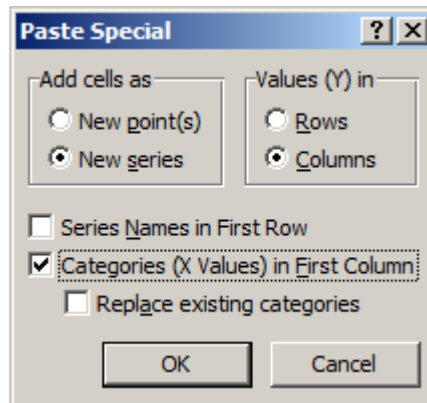 Paste Special ? ×
Add cells as Values (Y) in
New point(s) Rows
New series Columns
Series Names in First Row
Categories (X Values) in First Column
Replace existing categories
OK Cancel